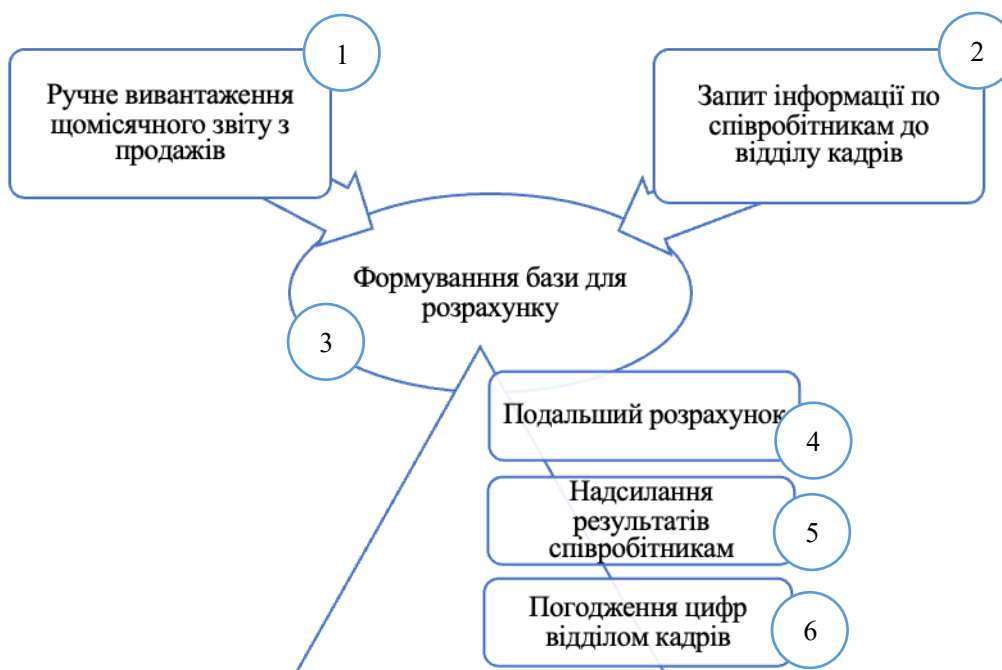 1
Ручне вивантаження
щомісячного звіту з
продажів
2
Запит інформації по
співробітникам до
відділу кадрів
Формуванння бази для
розрахунку
3
Подальший розрахунок
4
Надсилання
результатів
співробітникам
5
Погодження цифр
відділом кадрів
6